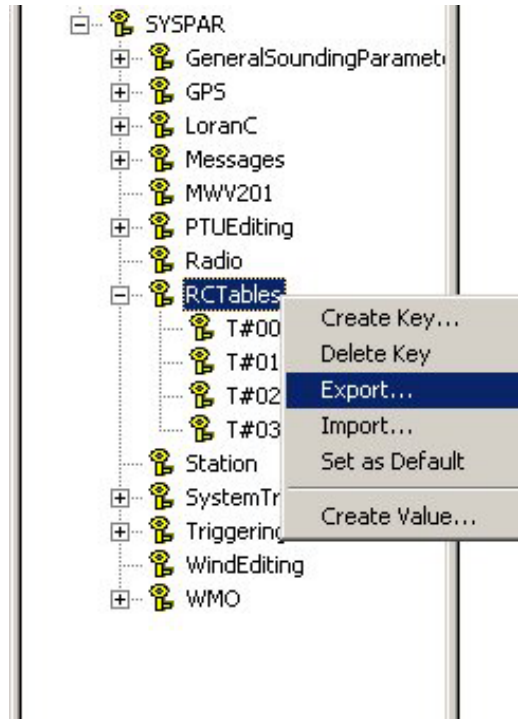 SYSPAR
GeneralSoundingParamet
GPS
LoranC
Messages
MWV201
PTUEditing
Radio
RCTables
T#00
T#01
T#02
T#03
Station
SystemTr
Triggering
WindEditing
WMO
Create Key...
Delete Key
Export...
Import...
Set as Default
Create Value...